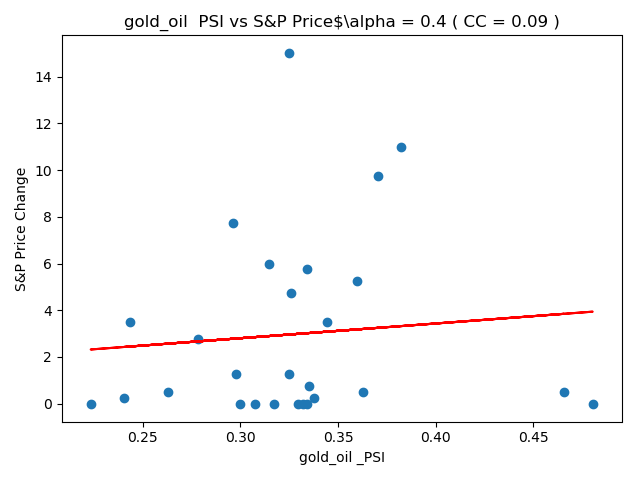 gold_oil  PSI vs S&P Price$\alpha = 0.4 ( CC = 0.09 )
14
12
10
8
6
4
2
0
S&P Price Change
0.25 0.30 0.35 0.40 0.45
gold_oil _PSI